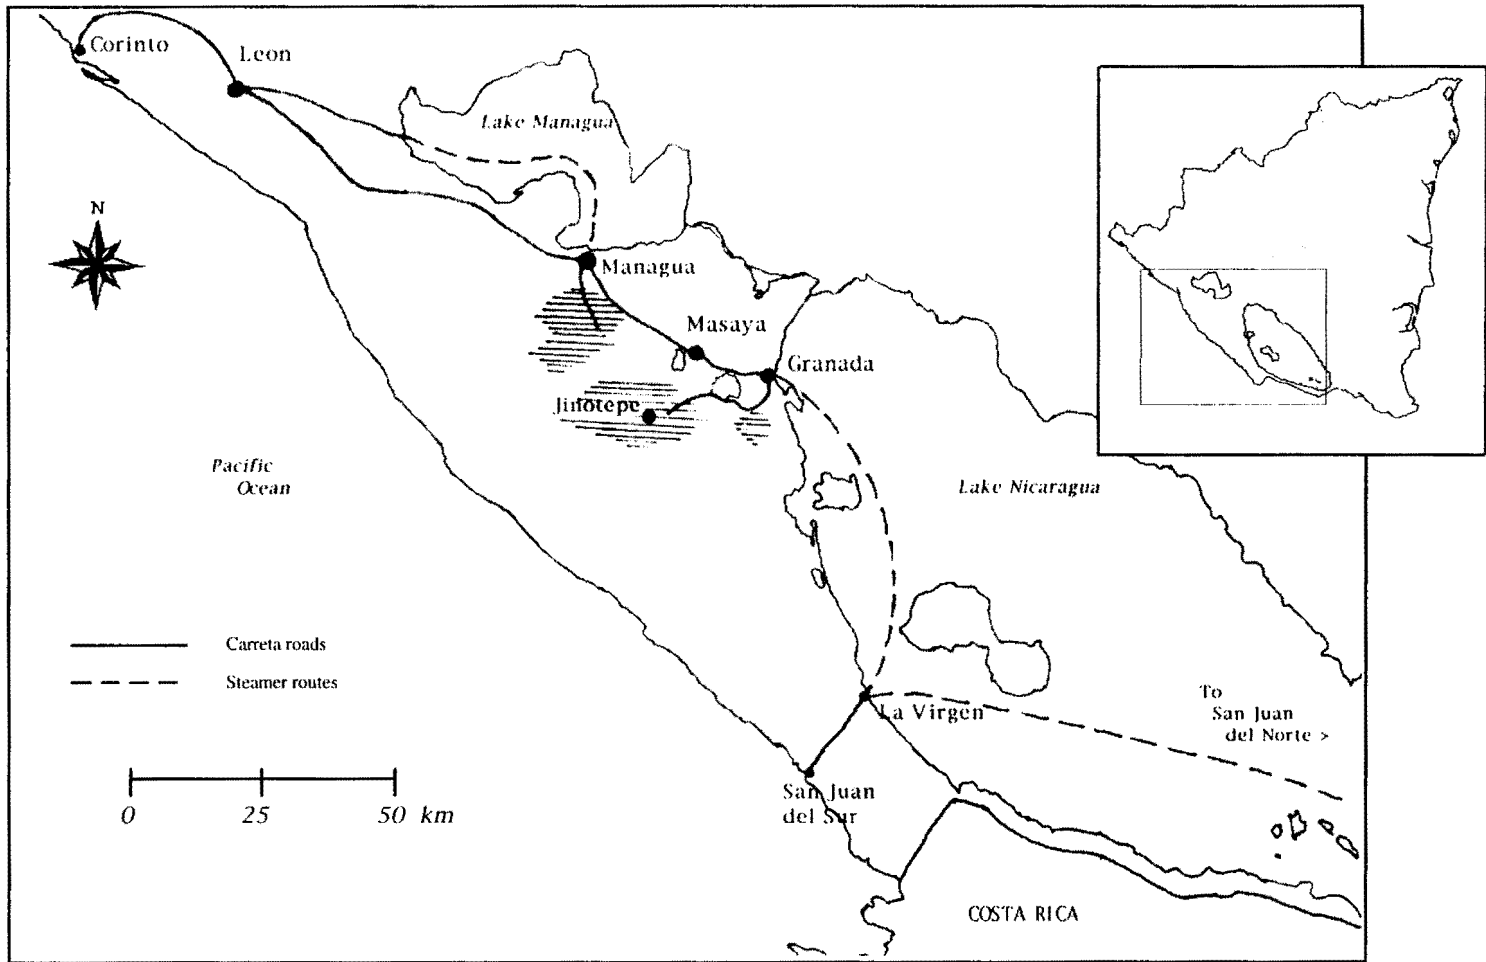 Corinto
Leon
Lake Managua
N
Managua
Masaya
Granada
Jinotepe
Pacific
Ocean
Lake Nicaragua
Carreta roads
Steamer routes
La Virgen
To
San Juan
del Norte >
San Juan
del Sur
0 25 50 km
COSTA RICA